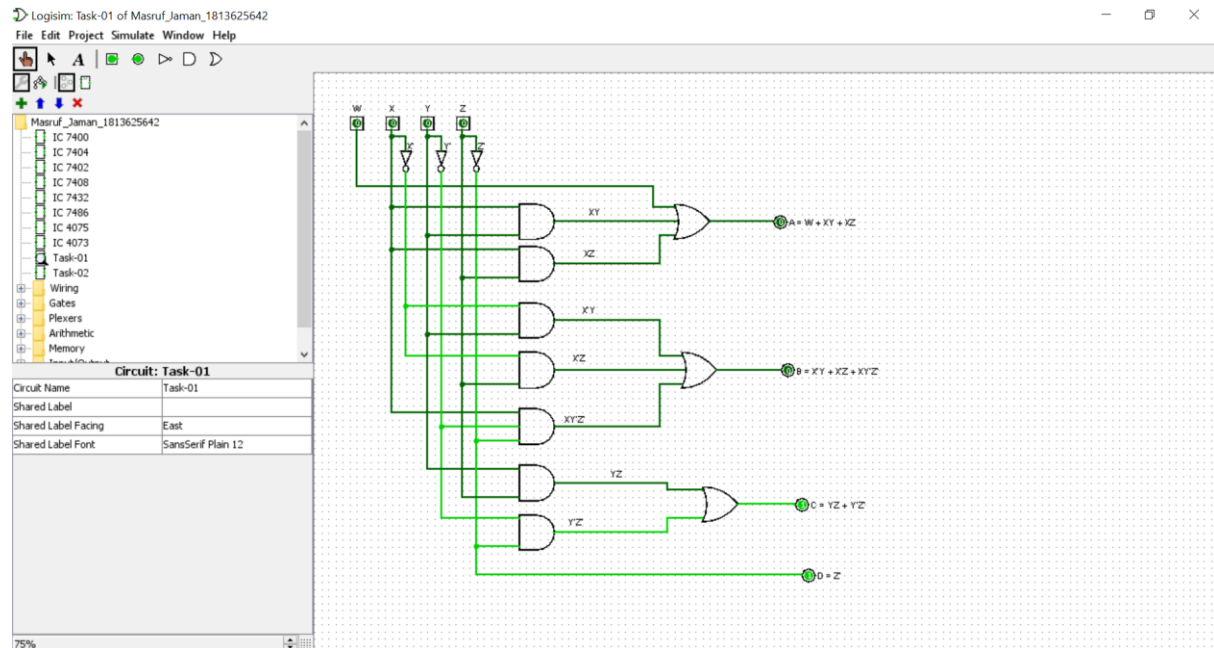 Logisim: Task-01 of Masruf_Jaman_1813625642
File Edit Project Simulate Window Help
A
Masruf_Jaman_1813625642
IC 7400
IC 7404
IC 7402
IC 7408
IC 7432
IC 7486
IC 4075
IC 4073
Task-01
Task-02
Wiring
Gates
Plexers
Arithmetic
Memory
Circuit: Task-01
Circuit Name Task-01
Shared Label
Shared Label Facing East
Shared Label Font SansSerif Plain 12
75%
W X Y Z
X' Y' Z'
XY
A = W + XY + XZ
XZ
X'Y
X'Z
B = X'Y + X'Z + XY'Z'
XY'Z'
YZ
C = YZ + Y'Z'
Y'Z'
D = Z'